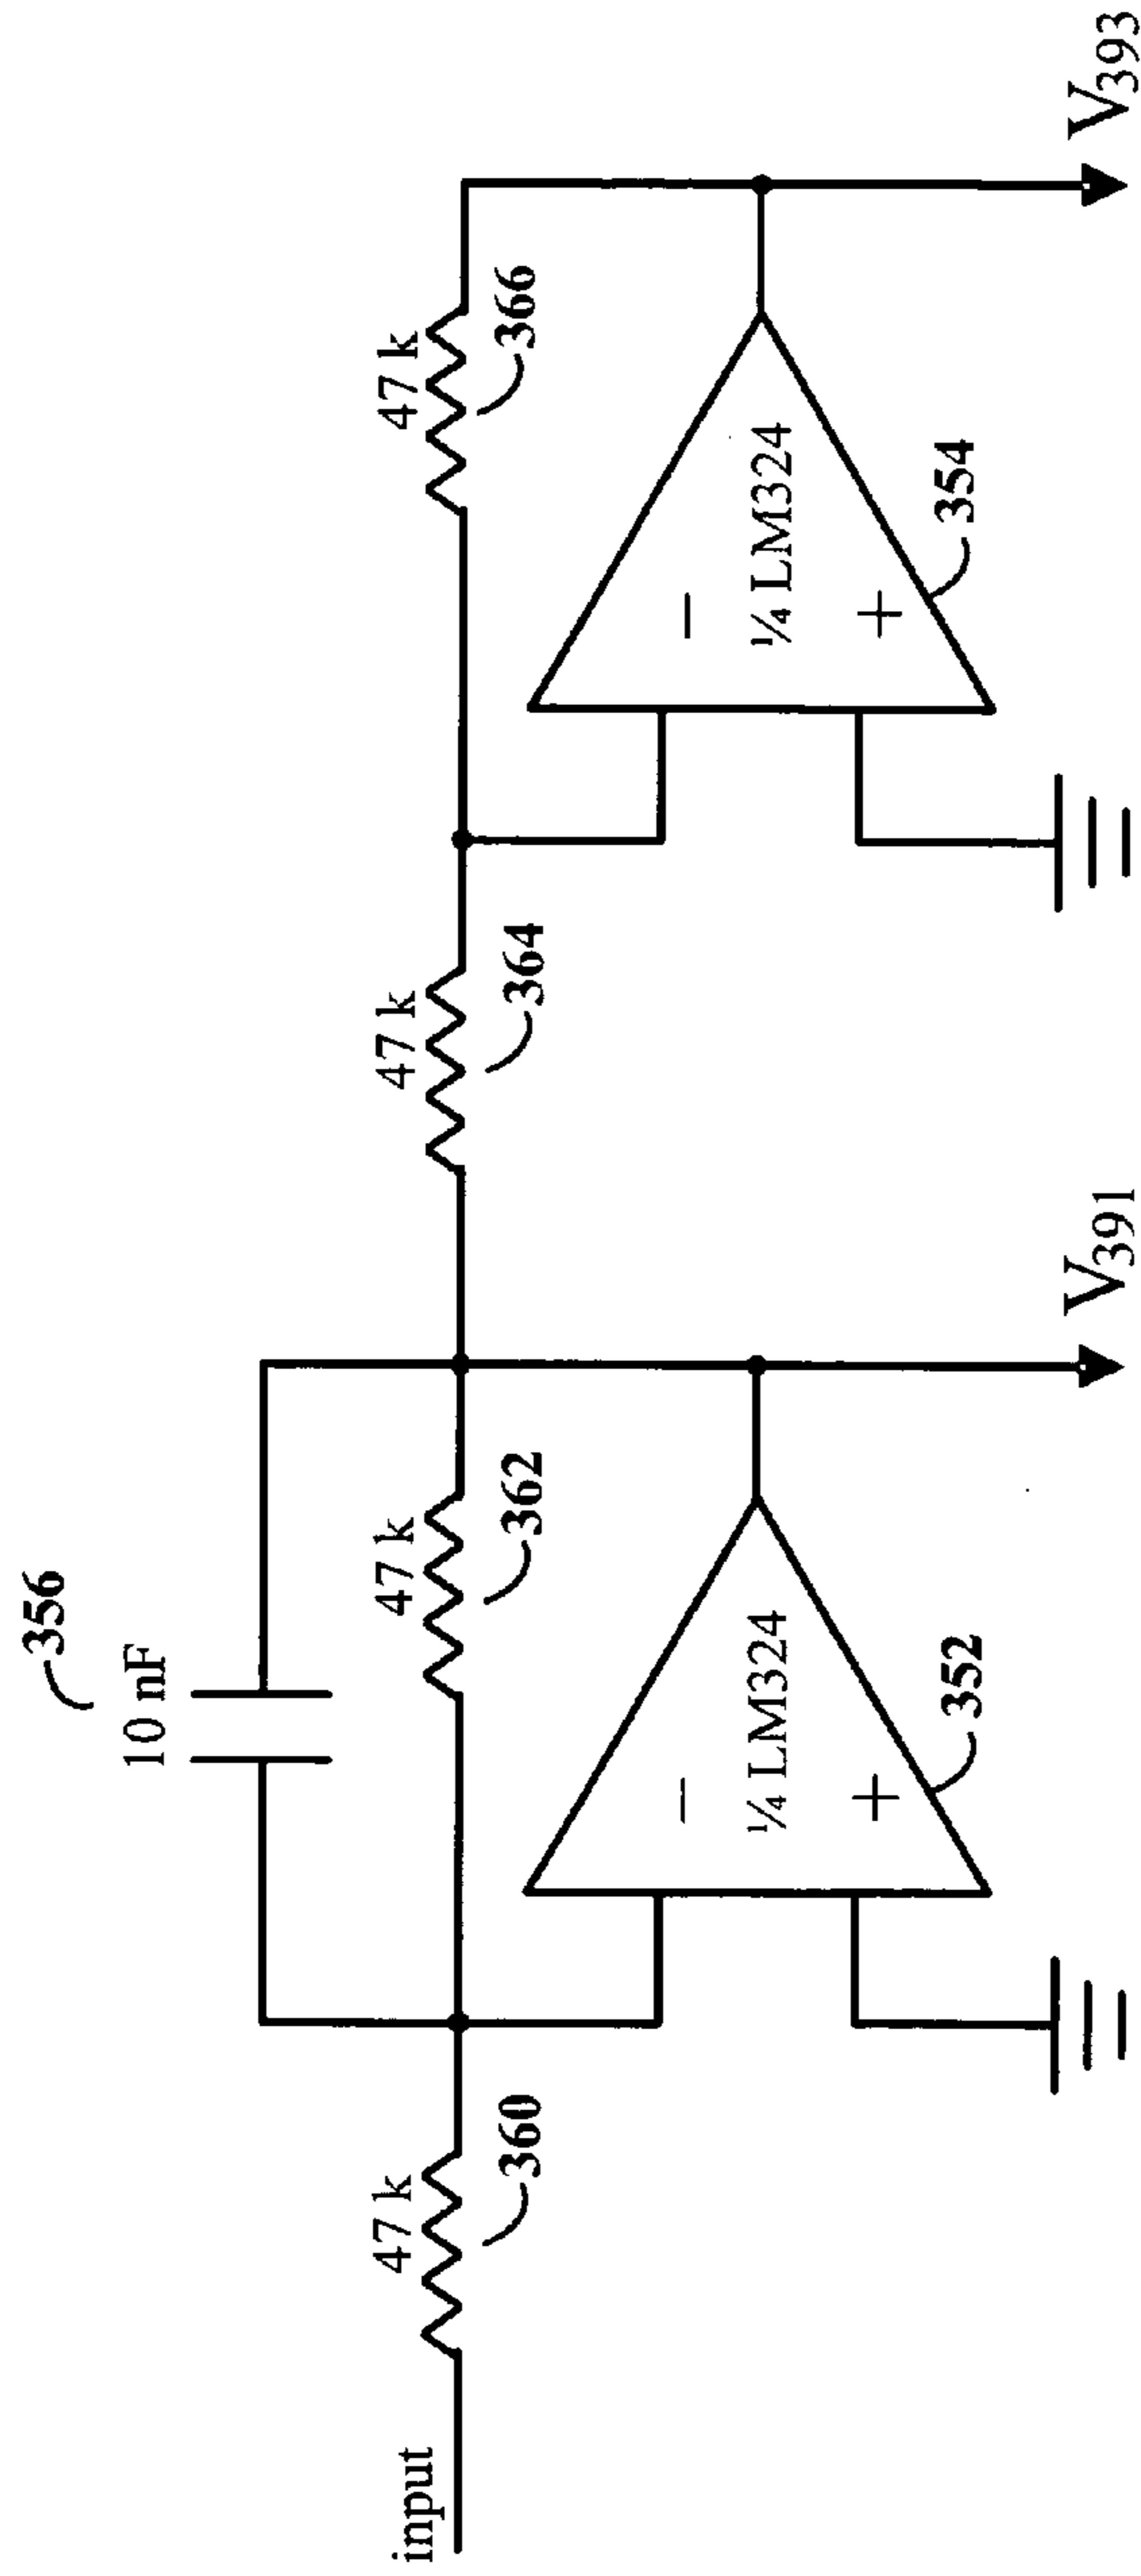 356
10 nF
47 k
360
47 k
362
47 k
364
47 k
366
input
−
¼ LM324
+
352
−
¼ LM324
+
354
V391
V393